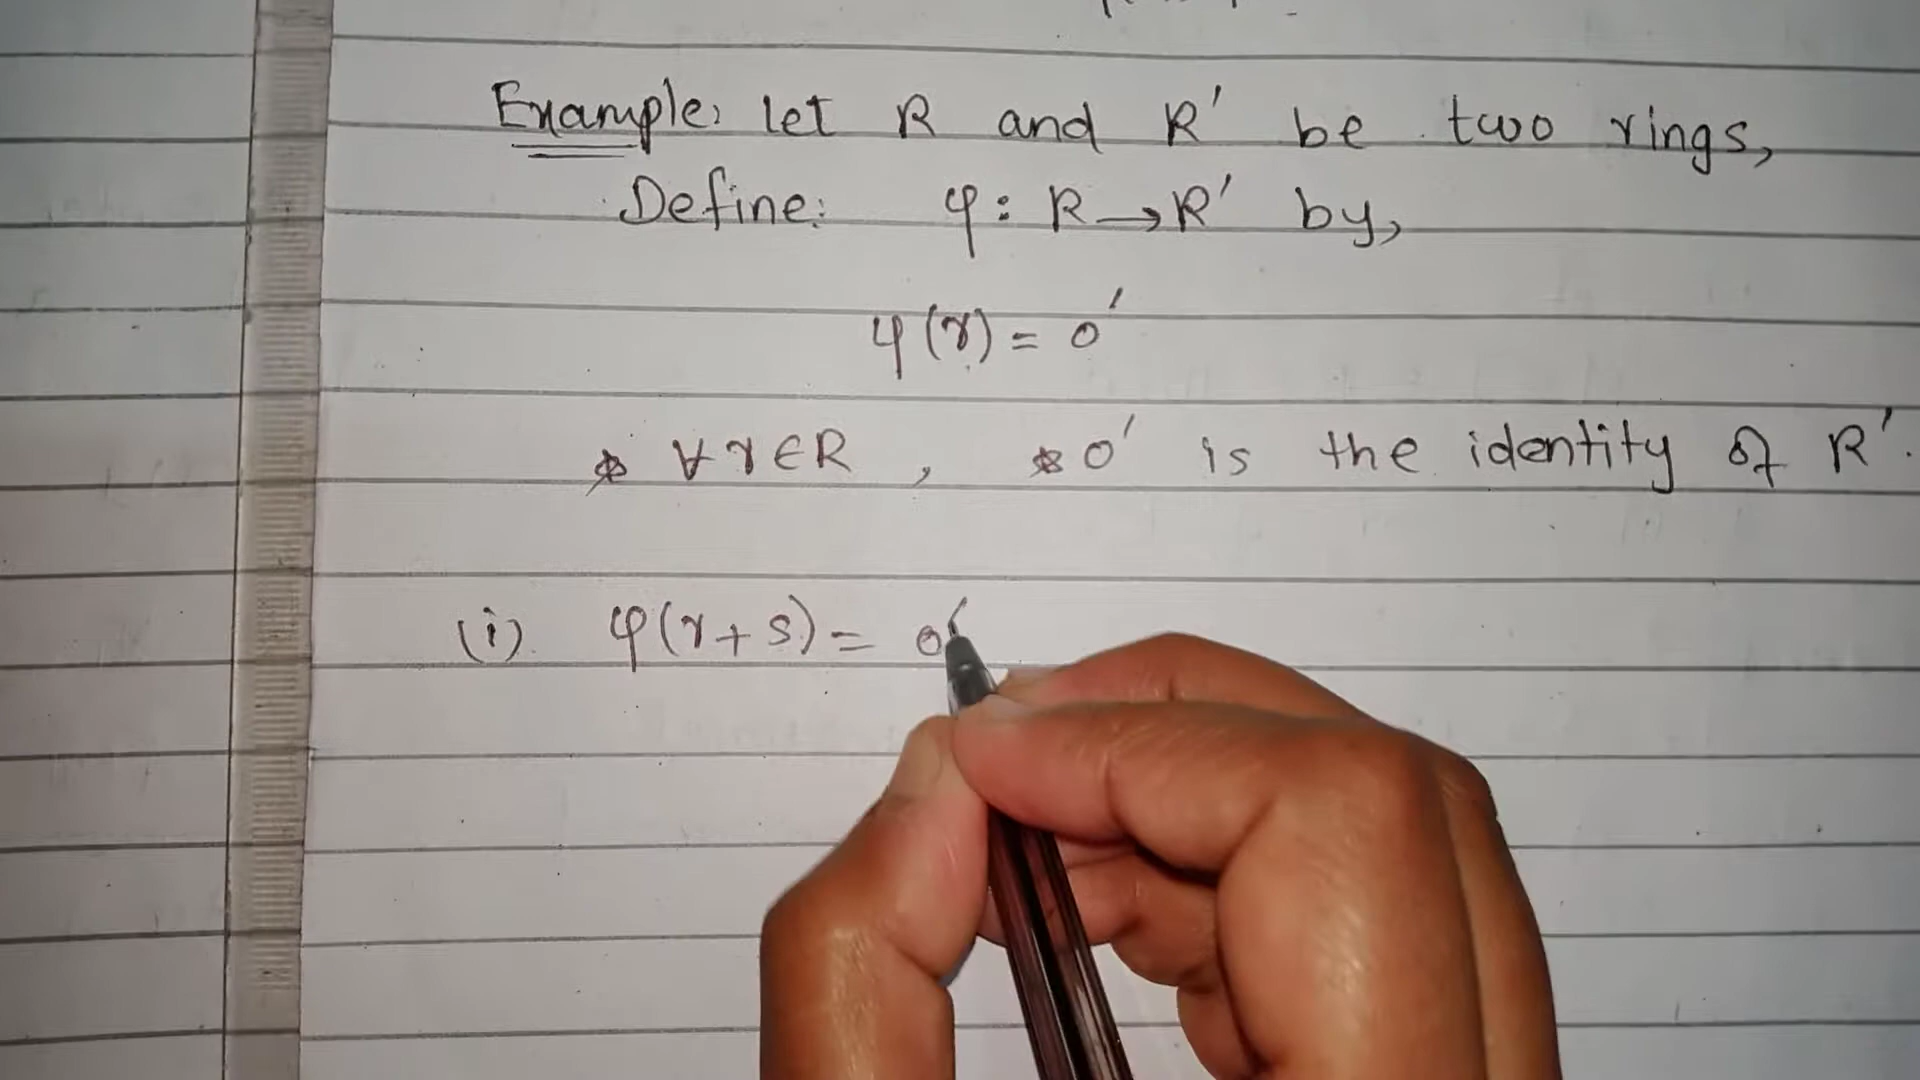 Example: let R and R' be two rings,
Define: φ: R→R' by,
φ(r) = 0'
* ∀ r ∈ R , * 0' is the identity of R'.
(i) φ(r+s) = 0'